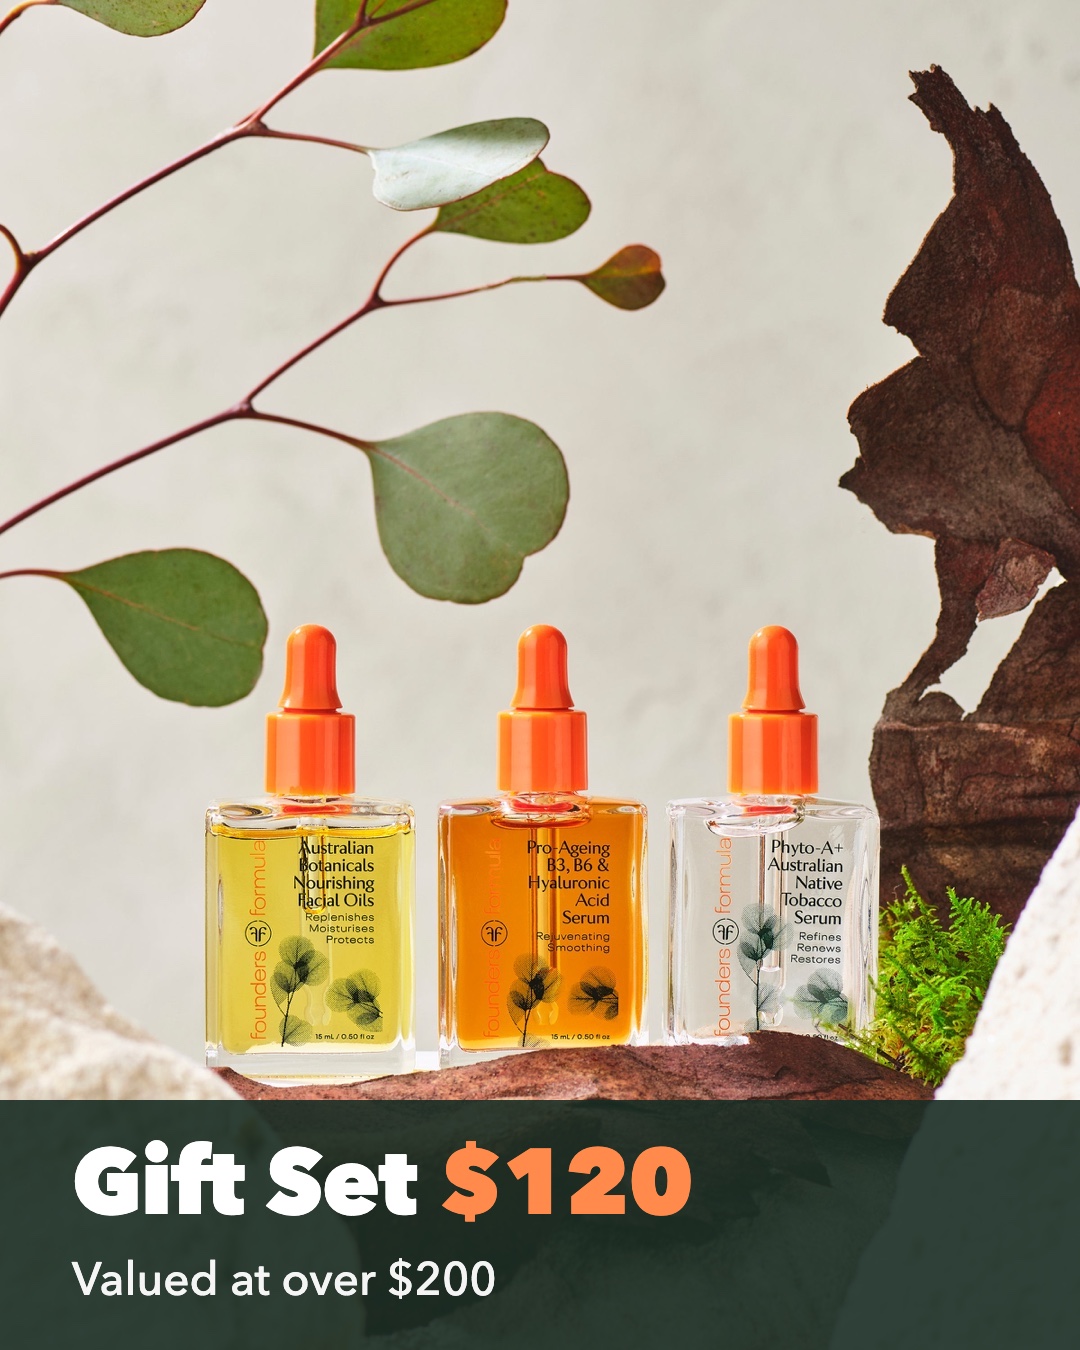 Australian
Botanicals
Nourishing
Facial Oils
Replenishes
Moisturises
Protects
founders formula
15 mL / 0.50 fl oz
Pro-Ageing
B3, B6 &
Hyaluronic
Acid
Serum
Rejuvenating
Smoothing
founders formula
15 mL / 0.50 fl oz
Phyto-A+
Australian
Native
Tobacco
Serum
Refines
Renews
Restores
founders formula
Gift Set $120
Valued at over $200